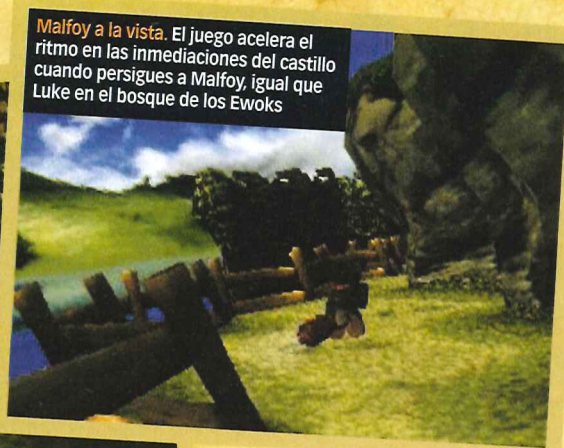 Malfoy a la vista. El juego acelera el
ritmo en las inmediaciones del castillo
cuando persigues a Malfoy, igual que
Luke en el bosque de los Ewoks